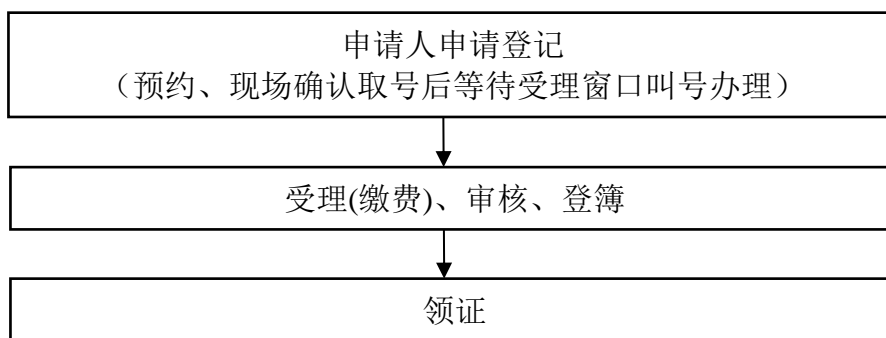 申请人申请登记
（预约、现场确认取号后等待受理窗口叫号办理）
受理(缴费)、审核、登簿
领证